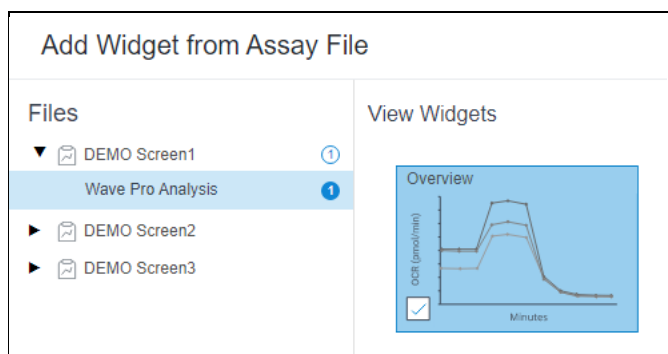 Add Widget from Assay File
Files
DEMO Screen1 1
Wave Pro Analysis 1
DEMO Screen2
DEMO Screen3
View Widgets
Overview
OCR (pmol/min)
Minutes